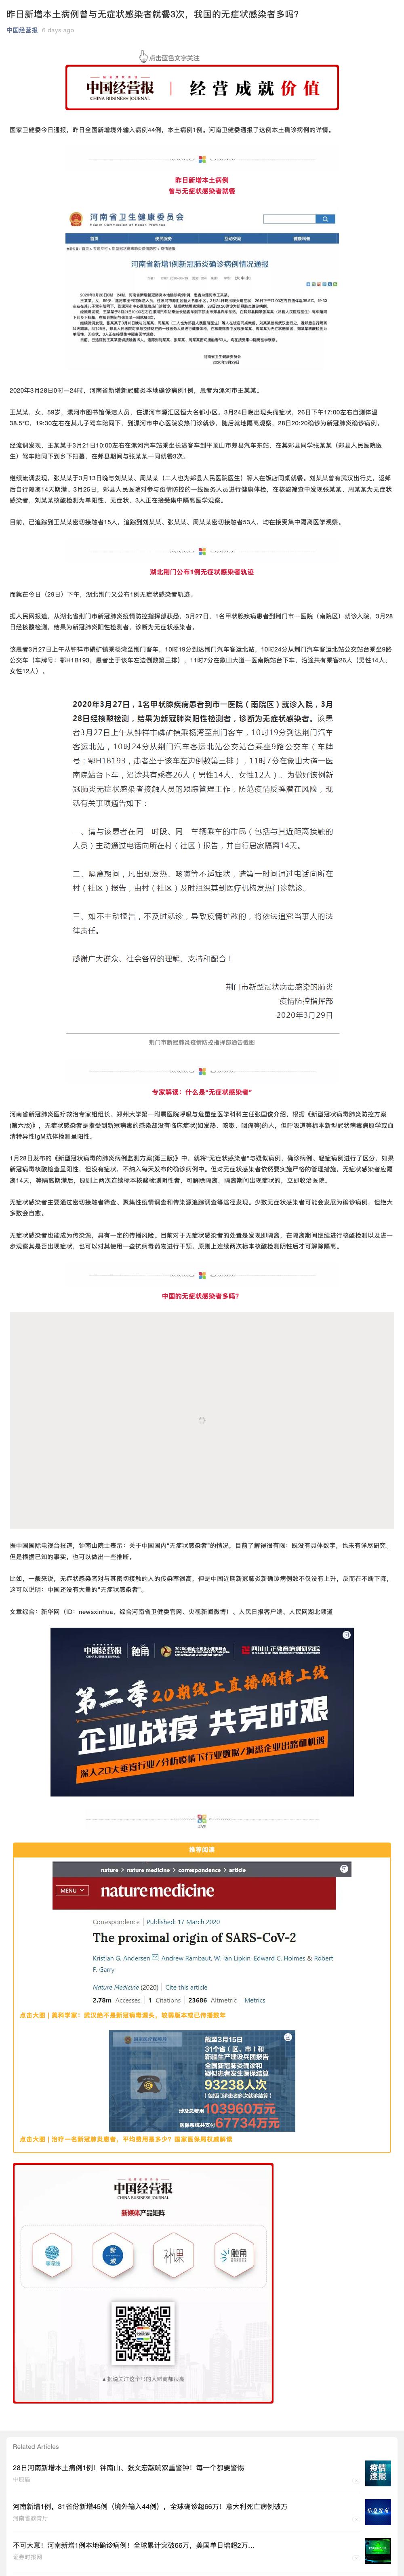 昨日新增本土病例曾与无症状感染者就餐3次，我国的无症状感染者多吗?
中国经营报 6 days ago
点击蓝色文字关注
中国经营报
CHINA BUSINESS JOURNAL
经营成就价值
国家卫健委今日通报，昨日全国新增境外输入病例44例，本土病例1例。河南卫健委通报了这例本土确诊病例的详情。
昨日新增本土病例
曾与无症状感染者就餐
河南省卫生健康委员会
Health Commission of Henan Province
首页
便民服务
互动交流
健康科普
河南省新增1例新冠肺炎确诊病例情况通报
河南省卫生健康委员会
2020年3月29日
2020年3月28日0时—24时，河南省新增新冠肺炎本地确诊病例1例，患者为漯河市王某某。
王某某，女，59岁，漯河市图书馆保洁人员，住漯河市源汇区恒大名都小区。3月24日晚出现头痛症状，26日下午17:00左右自测体温
38.5°C，19:30左右在其儿子驾车陪同下，到漯河市中心医院发热门诊就诊，随后就地隔离观察，28日20:20确诊为新冠肺炎确诊病例。
经流调发现，王某某于3月21日10:00左右在漯河汽车站乘坐长途客车到平顶山市郏县汽车东站，在其郏县同学张某某（郏县人民医院医
生）驾车陪同下到乡下扫墓，在郏县期间与张某某一同就餐3次。
继续流调发现，张某某于3月13日晚与刘某某、周某某（二人也为郏县人民医院医生）等人在饭店同桌就餐。刘某某曾有武汉出行史，返郏
后自行隔离14天期满。3月25日，郏县人民医院对参与疫情防控的一线医务人员进行健康体检，在核酸筛查中发现张某某、周某某为无症状
感染者，刘某某核酸检测为单阳性、无症状，3人正在接受集中隔离医学观察。
目前，已追踪到王某某密切接触者15人，追踪到刘某某、张某某、周某某密切接触者53人，均在接受集中隔离医学观察。
湖北荆门公布1例无症状感染者轨迹
而就在今日（29日）下午，湖北荆门又公布1例无症状感染者轨迹。
据人民网报道，从湖北省荆门市新冠肺炎疫情防控指挥部获悉，3月27日，1名甲状腺疾病患者到荆门市一医院（南院区）就诊入院，3月28
日经核酸检测，结果为新冠肺炎阳性检测者，诊断为无症状感染者。
该患者3月27日上午从钟祥市磷矿镇乘杨湾至荆门客车，10时19分到达荆门汽车客运北站，10时24分从荆门汽车客运北站公交站台乘坐9路
公交车（车牌号：鄂H1B193，患者坐于该车左边倒数第三排），11时7分在象山大道一医南院站台下车，沿途共有乘客26人（男性14人、
女性12人）。
2020年3月27日，1名甲状腺疾病患者到市一医院（南院区）就诊入院，3月
28日经核酸检测，结果为新冠肺炎阳性检测者，诊断为无症状感染者。该患
者3月27日上午从钟祥市磷矿镇乘杨湾至荆门客车，10时19分到达荆门汽车
客运北站，10时24分从荆门汽车客运北站公交站台乘坐9路公交车（车牌
号：鄂H1B193，患者坐于该车左边倒数第三排），11时7分在象山大道一医
南院站台下车，沿途共有乘客26人（男性14人、女性12人）。为做好该例新
冠肺炎无症状感染者接触人员的跟踪管理工作，防范疫情反弹潜在风险，现
就有关事项通告如下：
一、请与该患者在同一时段、同一车辆乘车的市民（包括与其近距离接触的
人员）主动通过电话向所在村（社区）报告，并自行居家隔离14天。
二、隔离期间，凡出现发热、咳嗽等不适症状，请第一时间通过电话向所在
村（社区）报告，由村（社区）及时组织其到医疗机构发热门诊就诊。
三、如不主动报告，不及时就诊，导致疫情扩散的，将依法追究当事人的法
律责任。
感谢广大群众、社会各界的理解、支持和配合！
荆门市新型冠状病毒感染的肺炎
疫情防控指挥部
2020年3月29日
荆门市新冠肺炎疫情防控指挥部通告截图
专家解读：什么是“无症状感染者”
河南省新冠肺炎医疗救治专家组组长、郑州大学第一附属医院呼吸与危重症医学科科主任张国俊介绍，根据《新型冠状病毒肺炎防控方案
(第六版)》，无症状感染者是指受到新冠病毒的感染却没有临床症状(如发热、咳嗽、咽痛等)的人，但呼吸道等标本新型冠状病毒病原学或血
清特异性IgM抗体检测呈阳性。
1月28日发布的《新型冠状病毒的肺炎病例监测方案(第三版)》中，就将“无症状感染者”与疑似病例、确诊病例、轻症病例进行了区分，如果
新冠病毒核酸检查呈阳性，但没有症状，不纳入每天发布的确诊病例中。但对无症状感染者依然要实施严格的管理措施，无症状感染者应隔
离14天，等隔离期满后，原则上两次连续标本核酸检测阴性者，可解除隔离。隔离期间出现症状的，立即收治医院。
无症状感染者主要通过密切接触者筛查、聚集性疫情调查和传染源追踪调查等途径发现。少数无症状感染者可能会发展为确诊病例，但绝大
多数会自愈。
无症状感染者也能成为传染源，具有一定的传播风险。目前对于无症状感染者的处置是发现即隔离，在隔离期间继续进行核酸检测以及进一
步观察其是否出现症状，也可以对其使用一些抗病毒药物进行干预。原则上连续两次标本核酸检测阴性后才可解除隔离。
中国的无症状感染者多吗?
据中国国际电视台报道，钟南山院士表示：关于中国国内“无症状感染者”的情况，目前了解得很有限：既没有具体数字，也未有详尽研究。
但是根据已知的事实，也可以做出一些推断。
比如，一般来说，无症状感染者对与其密切接触的人的传染率很高，但是中国近期新冠肺炎新确诊病例数不仅没有上升，反而在不断下降、
这可以说明：中国还没有大量的“无症状感染者”。
文章综合：新华网（ID：newsxinhua，综合河南省卫健委官网、央视新闻微博）、人民日报客户端、人民网湖北频道
中国经营报
触角
四川止正教育培训研究院
第二季 20期线上直播倾情上线
企业战疫 共克时艰
深入20大垂直行业/分析疫情下行业数据/洞悉企业出路和机遇
推荐阅读
nature > nature medicine > correspondence > article
MENU
nature medicine
Correspondence | Published: 17 March 2020
The proximal origin of SARS-CoV-2
Kristian G. Andersen, Andrew Rambaut, W. Ian Lipkin, Edward C. Holmes & Robert
F. Garry
Nature Medicine (2020) | Cite this article
2.78m Accesses | 1 Citations | 23686 Altmetric | Metrics
点击大图 | 美科学家：武汉绝不是新冠病毒源头，较弱版本或已传播数年
截至3月15日
31个省（区、市）和
新疆生产建设兵团报告
全国新冠肺炎确诊和
疑似患者发生医保结算
93238人次
涉及总费用
103960万元
医保系统共支付
67734万元
点击大图 | 治疗一名新冠肺炎患者，平均费用是多少？国家医保局权威解读
中国经营报
CHINA BUSINESS JOURNAL
新媒体产品矩阵
触角
Related Articles
28日河南新增本土病例1例！钟南山、张文宏敲响双重警钟！每一个都要警惕
中原盾
疫情速报
河南新增1例，31省份新增45例（境外输入44例），全球确诊超66万！意大利死亡病例破万
河南省教育厅
信息发布
不可大意！河南新增1例本地确诊病例！全球累计突破66万，美国单日增超2万…
证券时报网